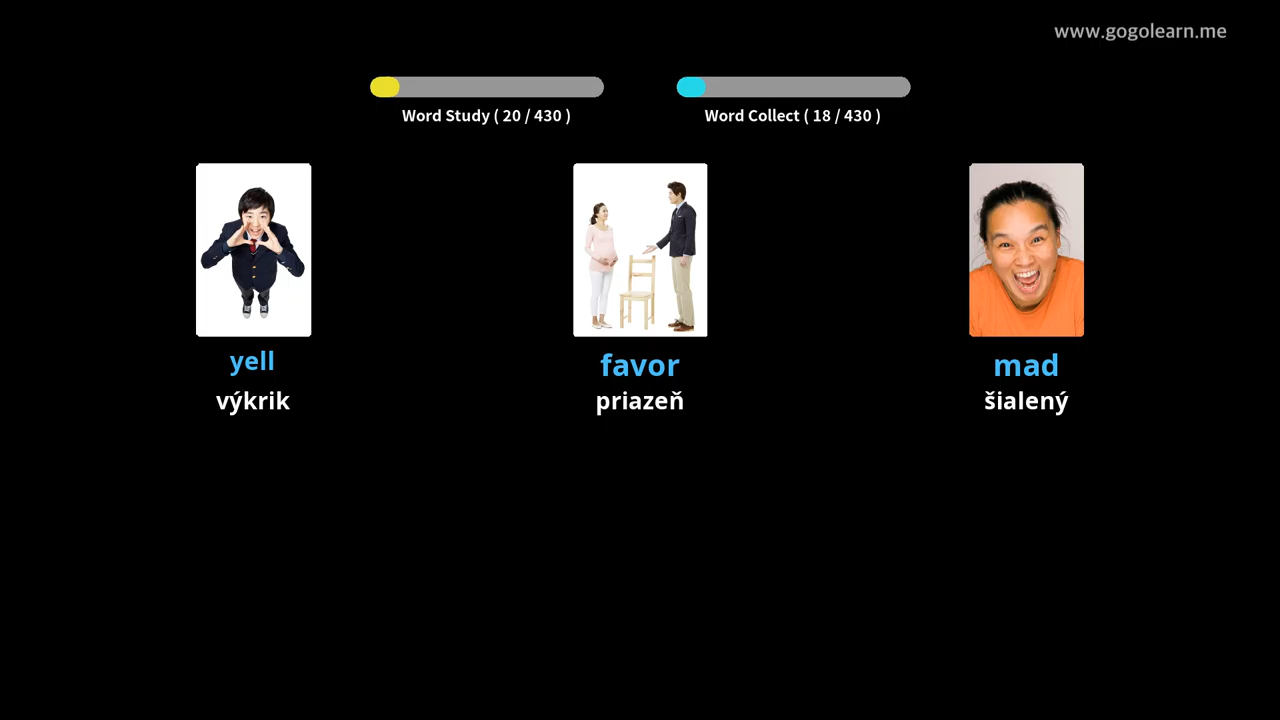 www.gogolearn.me
Word Study ( 20 / 430 )
Word Collect ( 18 / 430 )
yell
výkrik
favor
priazeň
mad
šialený